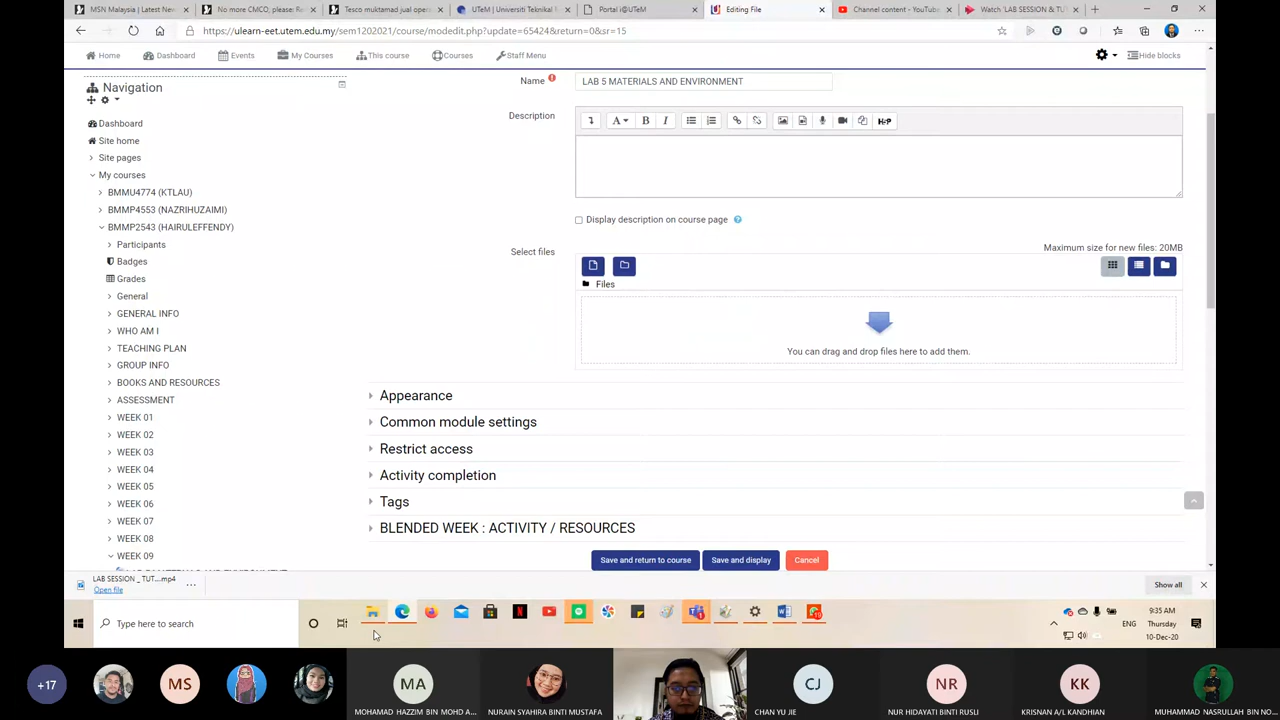 MSN Malaysia | Latest New
No more CMCO; please: Re
Tesco muktamad jual oper
UTeM | Universiti Teknikal M
Portal i@UTeM
Editing File
Channel content - YouTube
Watch 'LAB SESSION & TUT
https://ulearn-eet.utem.edu.my/sem1202021/course/modedit.php?update=65424&return=0&sr=15
Home
Dashboard
Events
My Courses
This course
Courses
Staff Menu
Hide blocks
Navigation
Dashboard
Site home
Site pages
My courses
BMMU4774 (KTLAU)
BMMP4553 (NAZRIHUZAIMI)
BMMP2543 (HAIRULEFFENDY)
Participants
Badges
Grades
General
GENERAL INFO
WHO AM I
TEACHING PLAN
GROUP INFO
BOOKS AND RESOURCES
ASSESSMENT
WEEK 01
WEEK 02
WEEK 03
WEEK 04
WEEK 05
WEEK 06
WEEK 07
WEEK 08
WEEK 09
Name
LAB 5 MATERIALS AND ENVIRONMENT
Description
A
B
I
H-P
Display description on course page
Select files
Maximum size for new files: 20MB
Files
You can drag and drop files here to add them.
Appearance
Common module settings
Restrict access
Activity completion
Tags
BLENDED WEEK : ACTIVITY / RESOURCES
Save and return to course
Save and display
Cancel
LAB SESSION _ TUT....mp4
Open file
Show all
Type here to search
ENG
9:35 AM
Thursday
10-Dec-20
+17
MS
MA
MOHAMAD HAZZIM BIN MOHD A...
NURAIN SYAHIRA BINTI MUSTAFA
CJ
CHAN YU JIE
NR
NUR HIDAYATI BINTI RUSLI
KK
KRISNAN A/L KANDHIAN
MUHAMMAD NASRULLAH BIN NO...